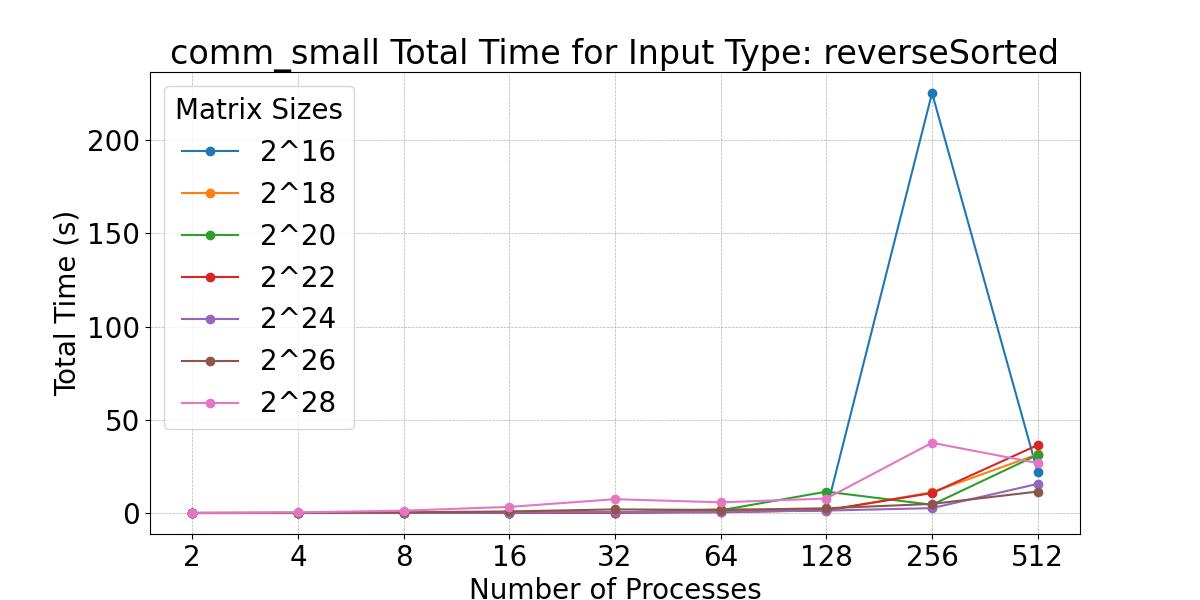 comm_small Total Time for Input Type: reverseSorted
Matrix Sizes
2^16
2^18
2^20
2^22
2^24
2^26
2^28
Total Time (s)
200
150
100
50
0
2 4 8 16 32 64 128 256 512
Number of Processes